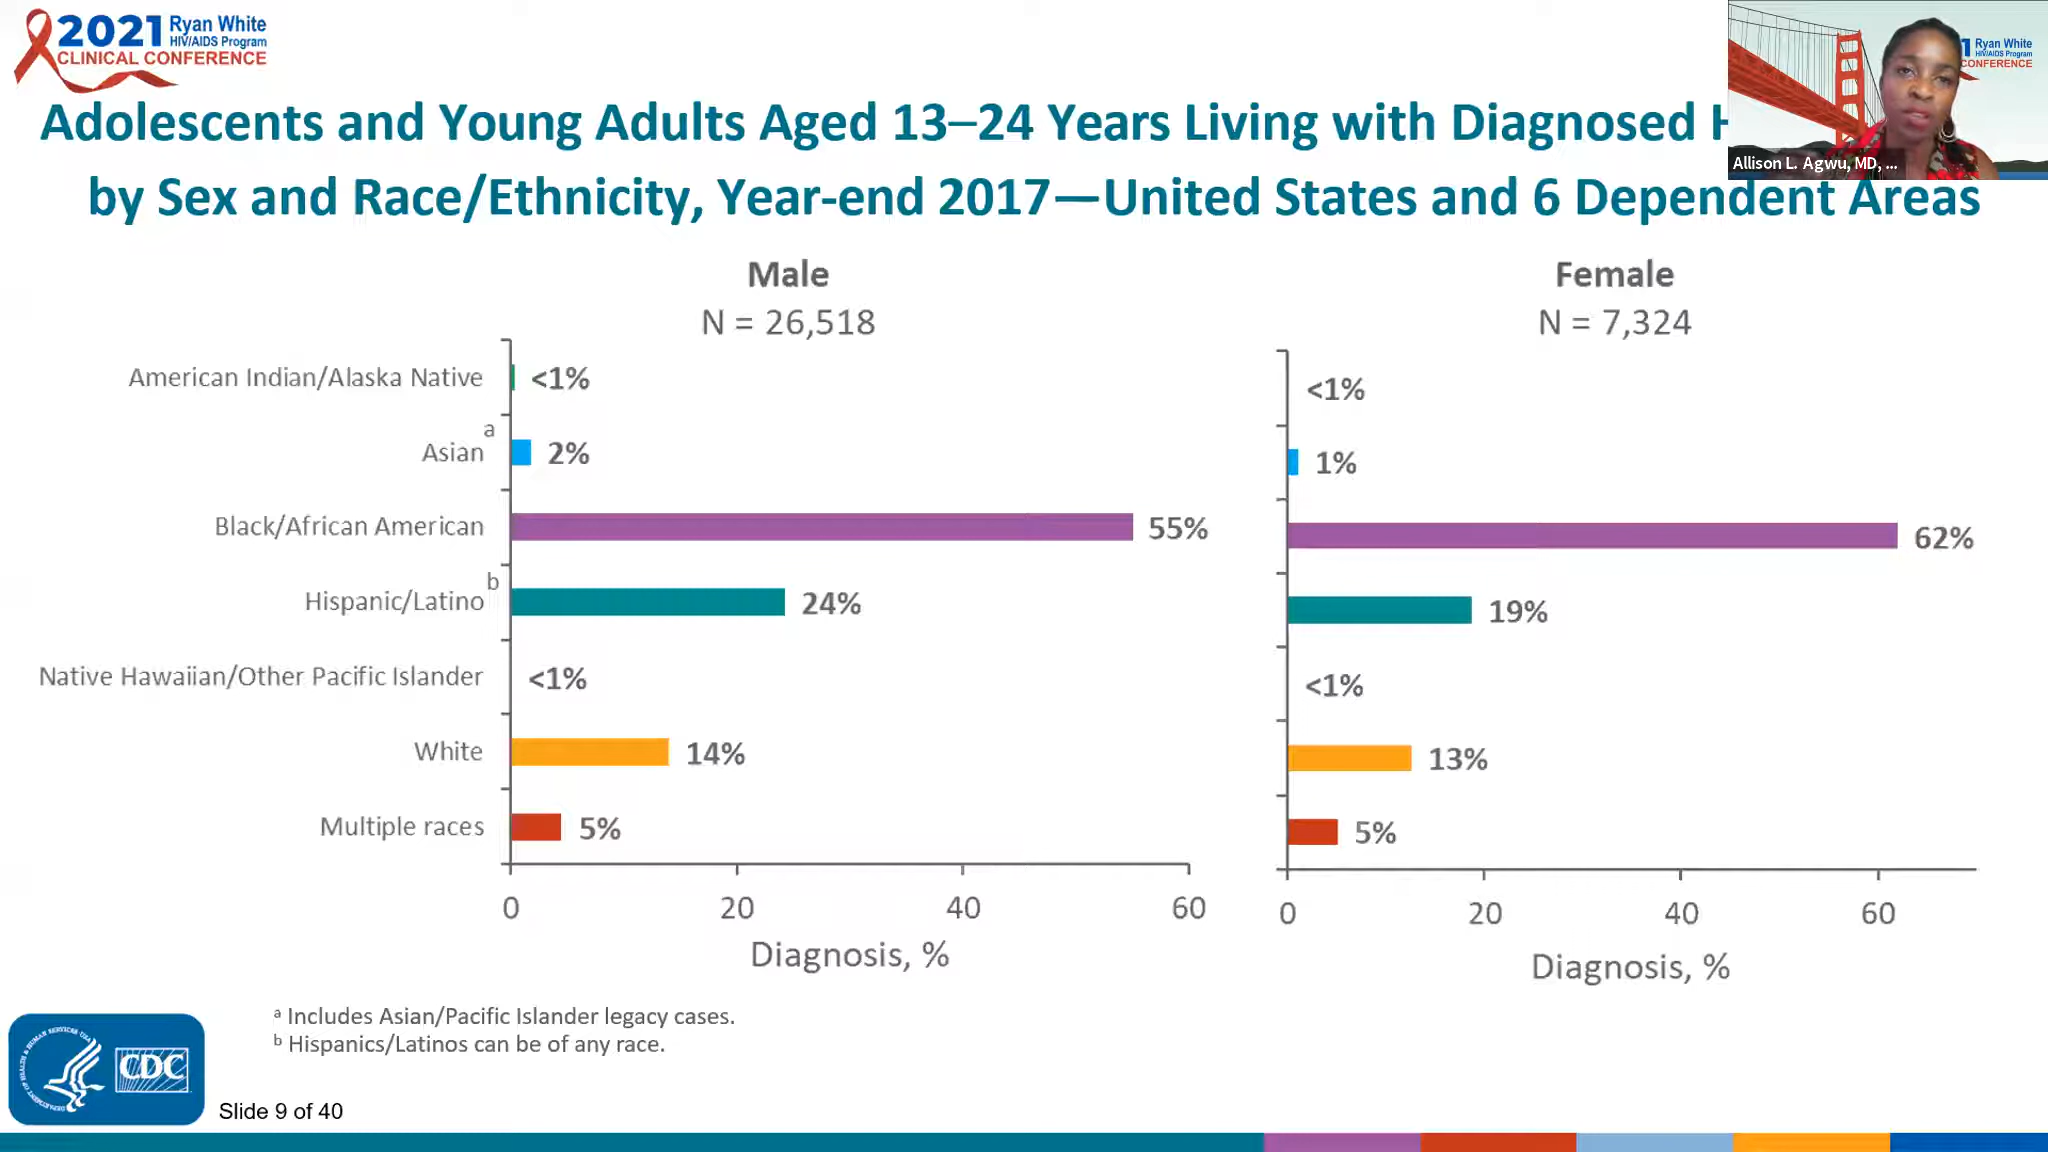 2021 Ryan White
HIV/AIDS Program
CLINICAL CONFERENCE
1 Ryan White
HIV/AIDS Program
CONFERENCE
Allison L. Agwu, MD, ...
Adolescents and Young Adults Aged 13–24 Years Living with Diagnosed H
by Sex and Race/Ethnicity, Year-end 2017—United States and 6 Dependent Areas
Male
N = 26,518
American Indian/Alaska Native <1%
Asian a 2%
Black/African American 55%
Hispanic/Latino b 24%
Native Hawaiian/Other Pacific Islander <1%
White 14%
Multiple races 5%
0 20 40 60
Diagnosis, %
Female
N = 7,324
<1%
1%
62%
19%
<1%
13%
5%
0 20 40 60
Diagnosis, %
a Includes Asian/Pacific Islander legacy cases.
b Hispanics/Latinos can be of any race.
CDC
Slide 9 of 40